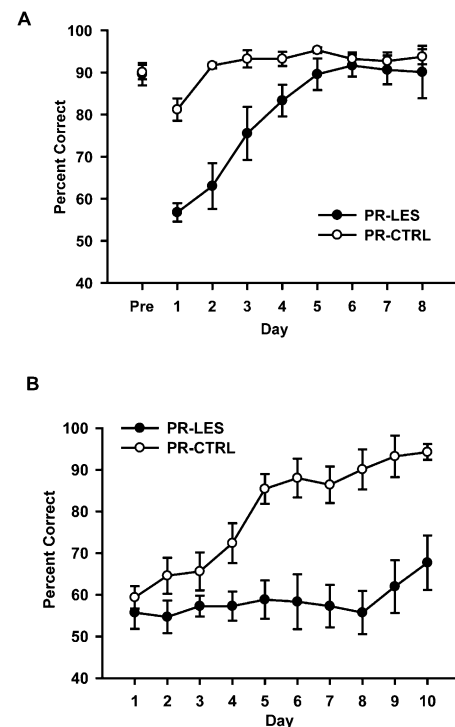 A
100
90
80
70
60
50
40
Percent Correct
PR-LES
PR-CTRL
Pre 1 2 3 4 5 6 7 8
Day
B
100
90
80
70
60
50
40
Percent Correct
PR-LES
PR-CTRL
1 2 3 4 5 6 7 8 9 10
Day